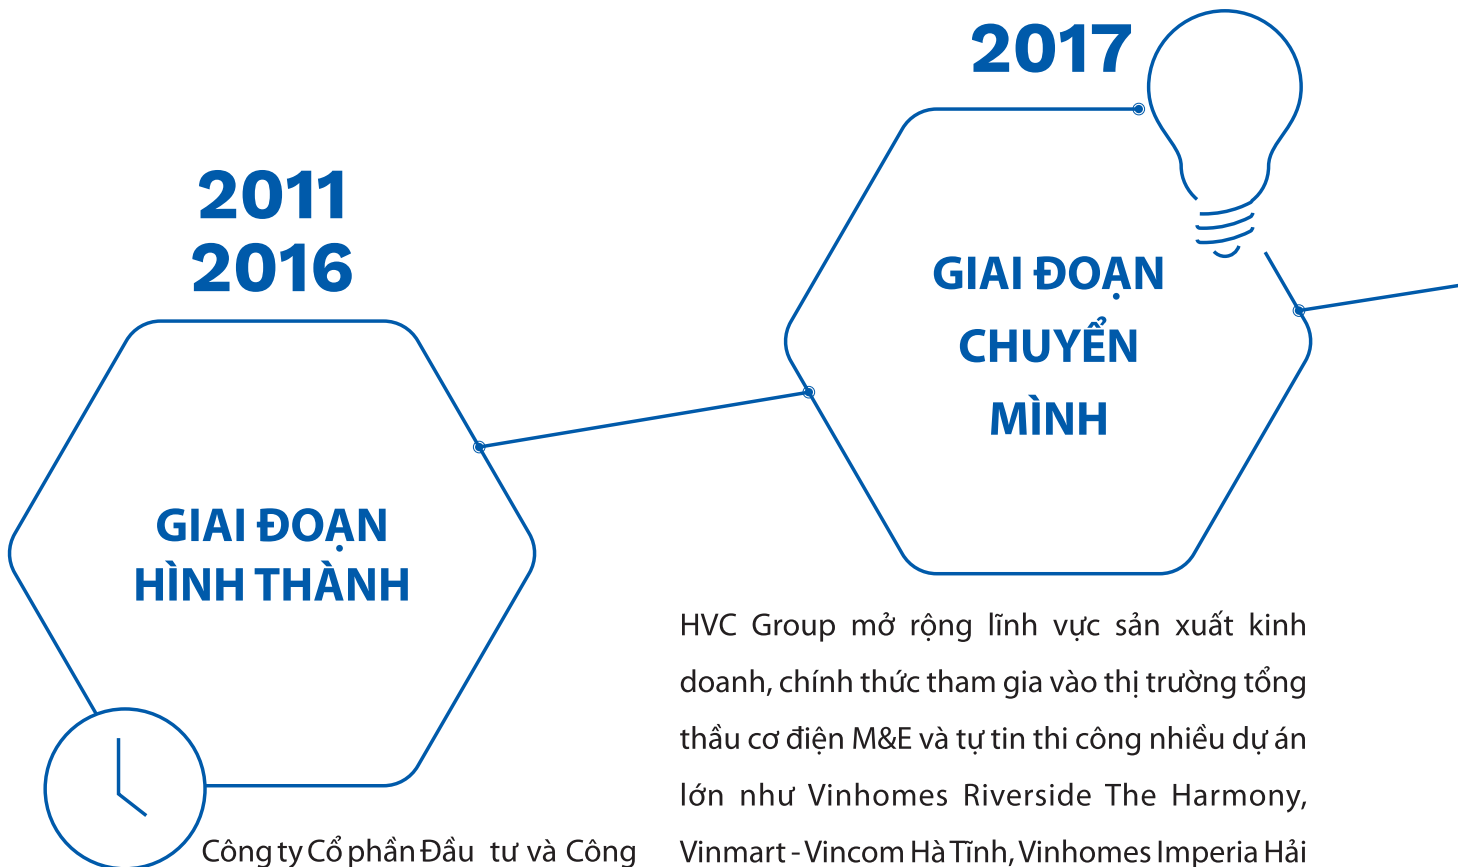 2011
2016
GIAI ĐOẠN
HÌNH THÀNH
Công ty Cổ phần Đầu tư và Công
2017
GIAI ĐOẠN
CHUYỂN
MÌNH
HVC Group mở rộng lĩnh vực sản xuất kinh
doanh, chính thức tham gia vào thị trường tổng
thầu cơ điện M&E và tự tin thi công nhiều dự án
lớn như Vinhomes Riverside The Harmony,
Vinmart - Vincom Hà Tĩnh, Vinhomes Imperia Hải